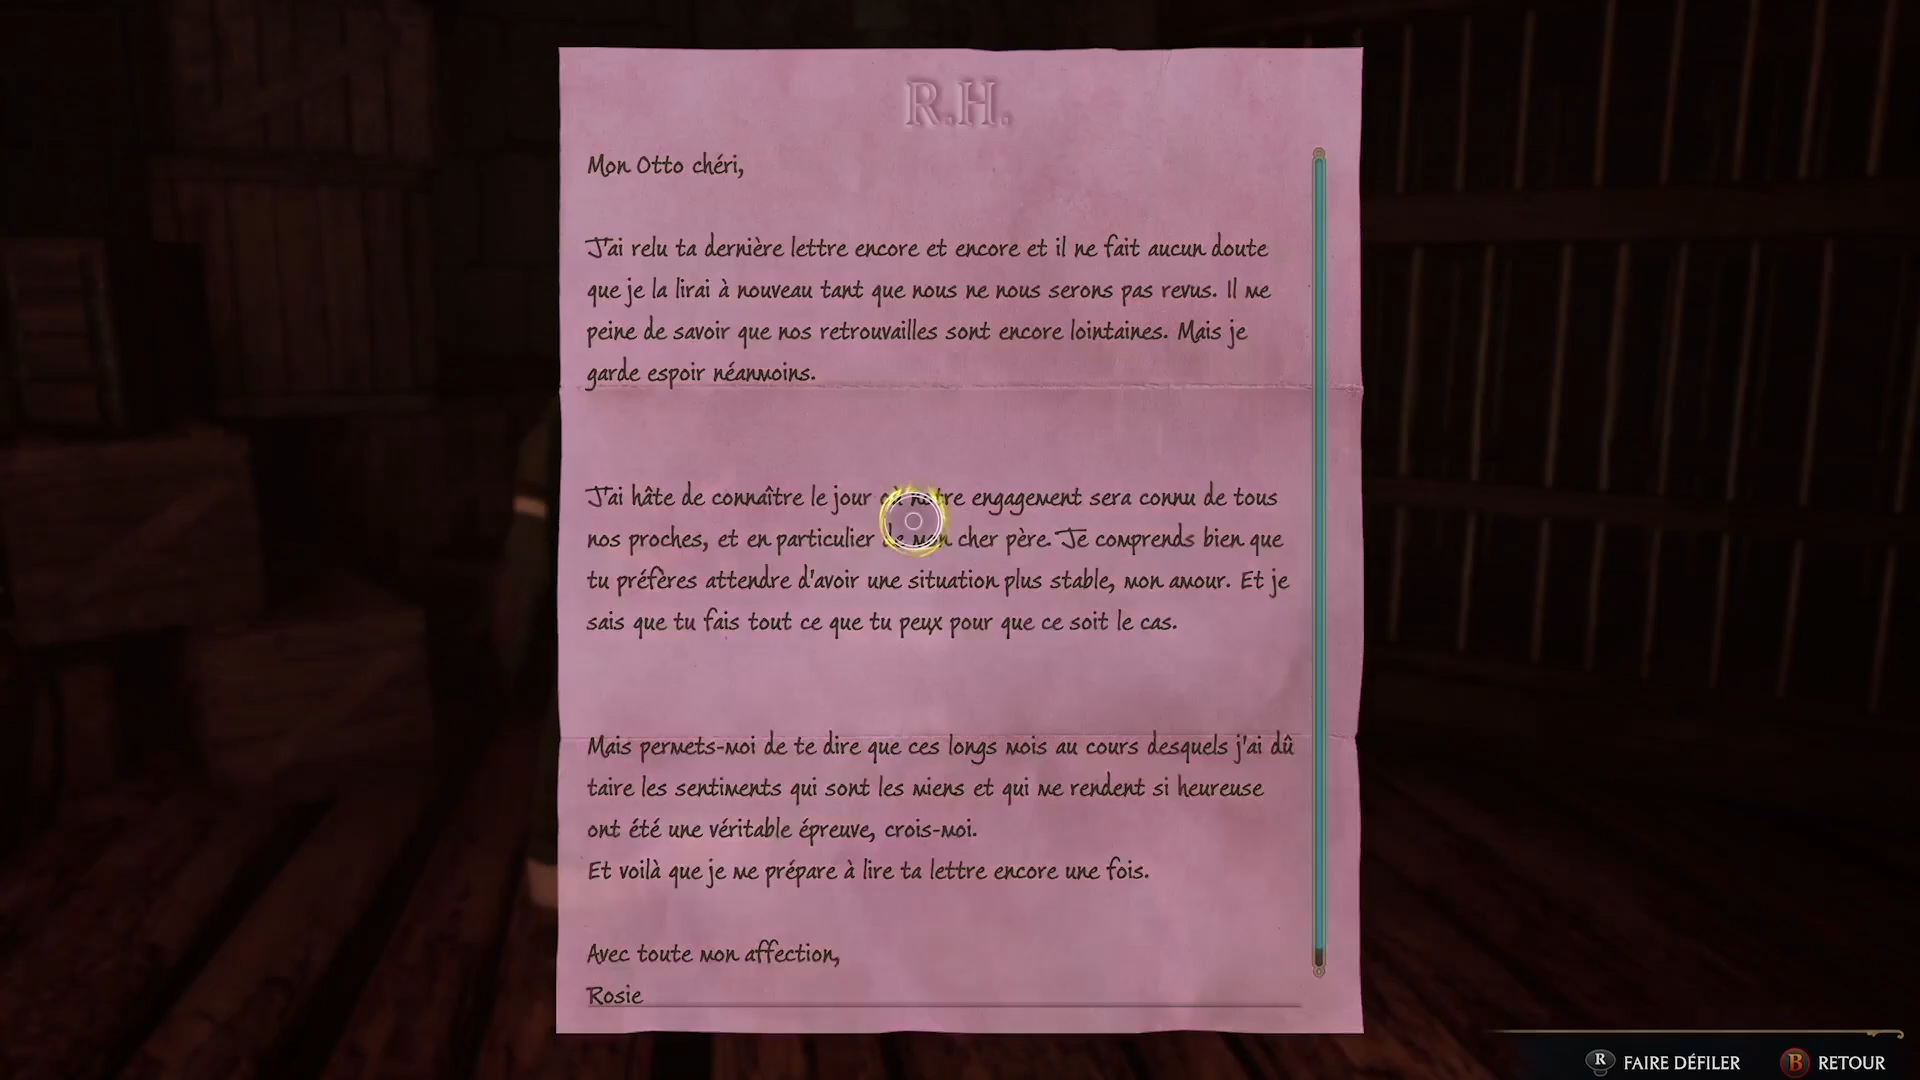 R.H.
Mon Otto chéri,
J'ai relu ta dernière lettre encore et encore et il ne fait aucun doute
que je la lirai à nouveau tant que nous ne nous serons pas revus. Il me
peine de savoir que nos retrouvailles sont encore lointaines. Mais je
garde espoir néanmoins.
J'ai hâte de connaître le jour où notre engagement sera connu de tous
nos proches, et en particulier de mon cher père. Je comprends bien que
tu préfères attendre d'avoir une situation plus stable, mon amour. Et je
sais que tu fais tout ce que tu peux pour que ce soit le cas.
Mais permets-moi de te dire que ces longs mois au cours desquels j'ai dû
taire les sentiments qui sont les miens et qui me rendent si heureuse
ont été une véritable épreuve, crois-moi.
Et voilà que je me prépare à lire ta lettre encore une fois.
Avec toute mon affection,
Rosie
R FAIRE DÉFILER B RETOUR